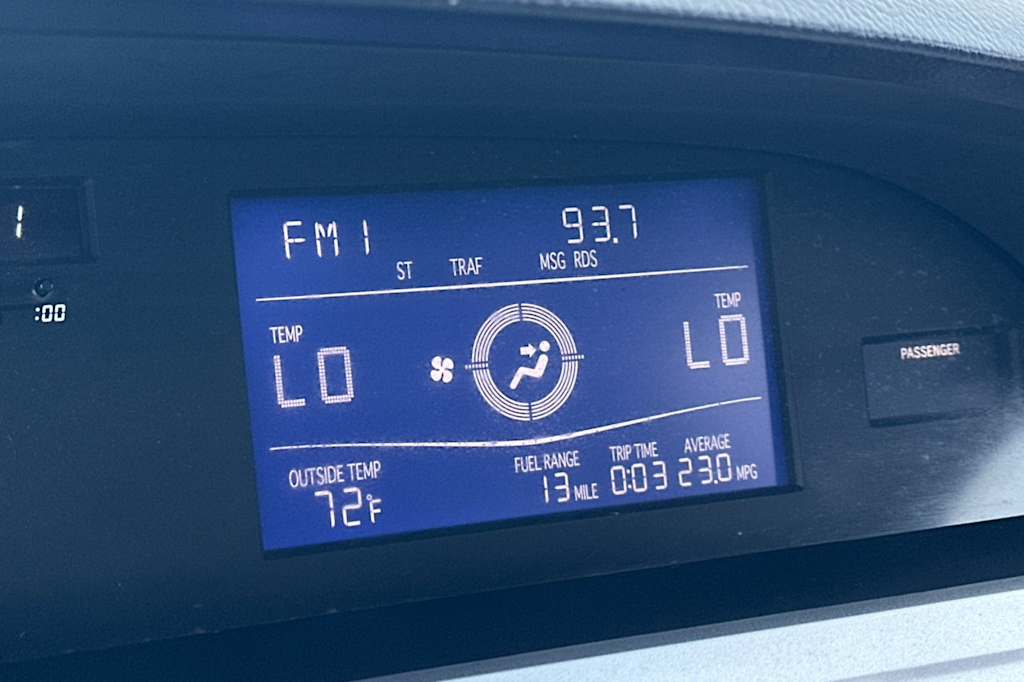 FM1 93.7
ST TRAF MSG RDS
TEMP TEMP
LO LO
1
:00
PASSENGER
OUTSIDE TEMP FUEL RANGE TRIP TIME AVERAGE
72°F 13 MILE 0:03 23.0 MPG